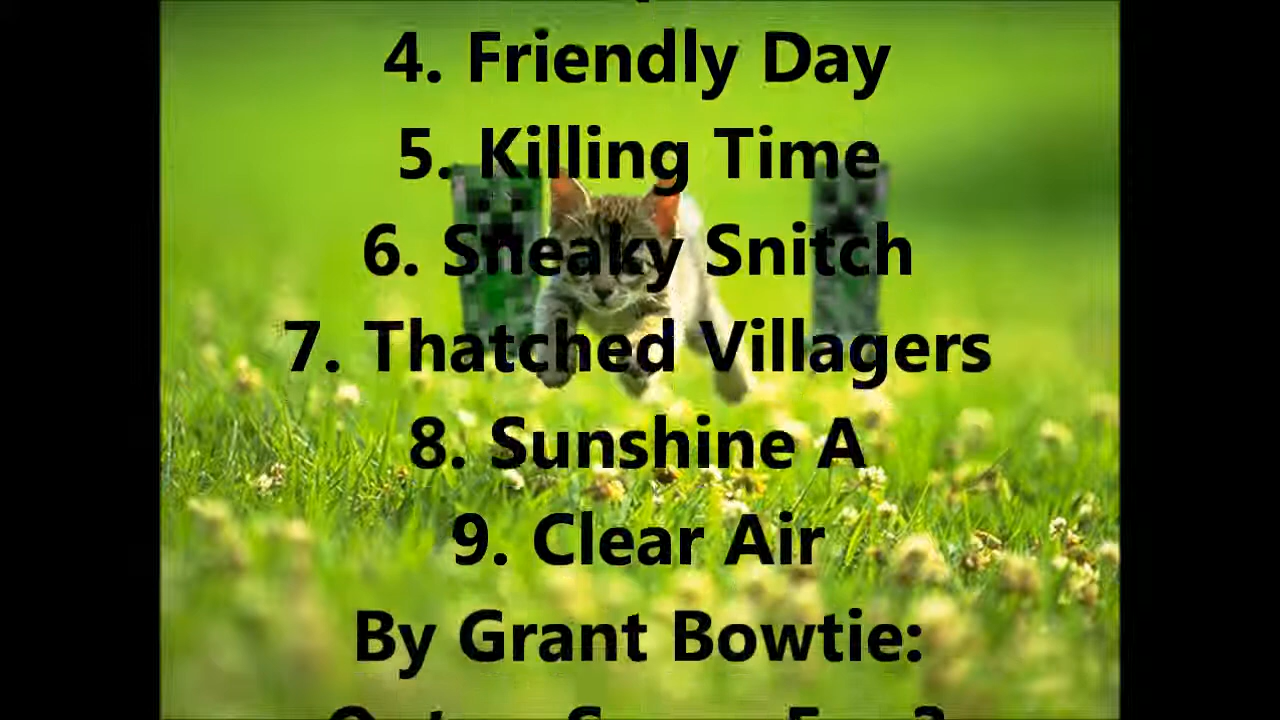 4. Friendly Day
5. Killing Time
6. Sneaky Snitch
7. Thatched Villagers
8. Sunshine A
9. Clear Air
By Grant Bowtie: